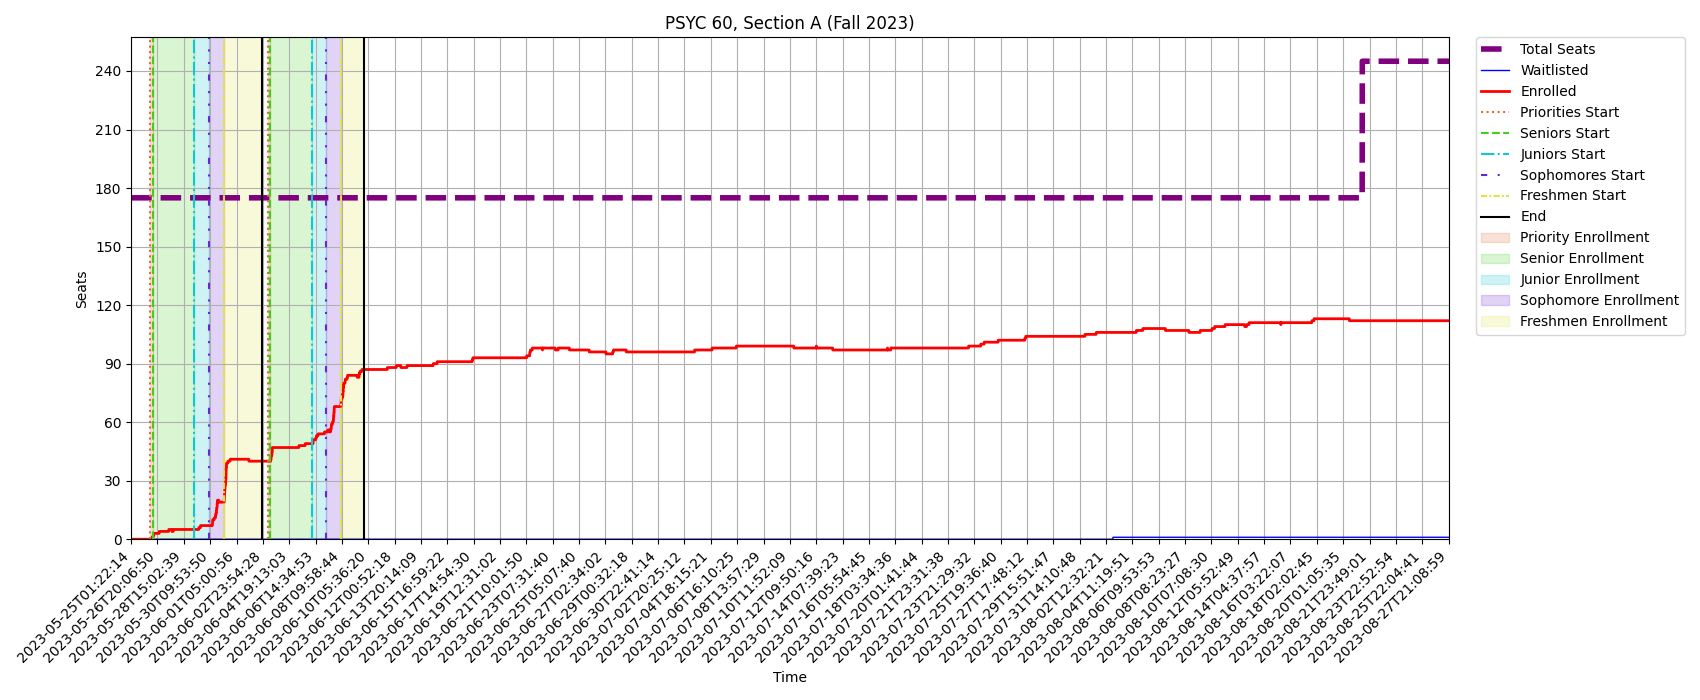 PSYC 60, Section A (Fall 2023)
Seats
240
210
180
150
120
90
60
30
0
2023-05-25T01:22:14
2023-05-26T20:06:50
2023-05-28T15:02:39
2023-05-30T09:53:50
2023-06-01T05:00:56
2023-06-02T23:54:28
2023-06-04T19:13:03
2023-06-06T14:34:53
2023-06-08T09:58:44
2023-06-10T05:36:20
2023-06-12T00:52:18
2023-06-13T20:14:09
2023-06-15T16:59:22
2023-06-17T14:54:30
2023-06-19T12:31:02
2023-06-21T10:01:50
2023-06-23T07:31:40
2023-06-25T05:07:40
2023-06-27T02:34:02
2023-06-29T00:32:18
2023-06-30T22:41:14
2023-07-02T20:25:12
2023-07-04T18:15:21
2023-07-06T16:10:25
2023-07-08T13:57:29
2023-07-10T11:52:09
2023-07-12T09:50:16
2023-07-14T07:39:23
2023-07-16T05:54:45
2023-07-18T03:34:36
2023-07-20T01:41:44
2023-07-21T23:31:38
2023-07-23T21:29:32
2023-07-25T19:36:40
2023-07-27T17:48:12
2023-07-29T15:51:47
2023-07-31T14:10:48
2023-08-02T12:32:21
2023-08-04T11:19:51
2023-08-06T09:53:53
2023-08-08T08:23:27
2023-08-10T07:08:30
2023-08-12T05:52:49
2023-08-14T04:37:57
2023-08-16T03:22:07
2023-08-18T02:02:45
2023-08-20T01:05:35
2023-08-21T23:49:01
2023-08-23T22:52:54
2023-08-25T22:04:41
2023-08-27T21:08:59
Time
Total Seats
Waitlisted
Enrolled
Priorities Start
Seniors Start
Juniors Start
Sophomores Start
Freshmen Start
End
Priority Enrollment
Senior Enrollment
Junior Enrollment
Sophomore Enrollment
Freshmen Enrollment